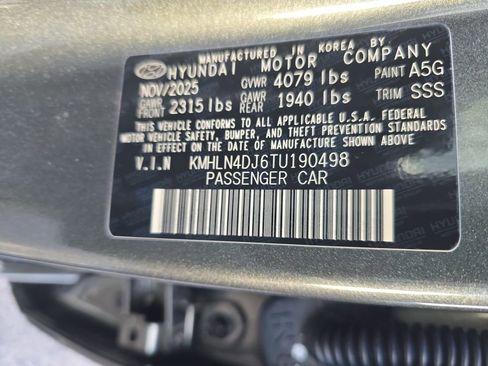 MANUFACTURED IN KOREA BY
HYUNDAI MOTOR COMPANY
NOV/2025 GVWR 4079 lbs PAINT A5G
GAWR FRONT 2315 lbs GAWR REAR 1940 lbs TRIM SSS
THIS VEHICLE CONFORMS TO ALL APPLICABLE U.S. FEDERAL
MOTOR VEHICLE SAFETY, BUMPER, AND THEFT PREVENTION STANDARDS
IN EFFECT ON THE DATE OF MANUFACTURE SHOWN ABOVE.
V.I.N KMHLN4DJ6TU190498
PASSENGER CAR